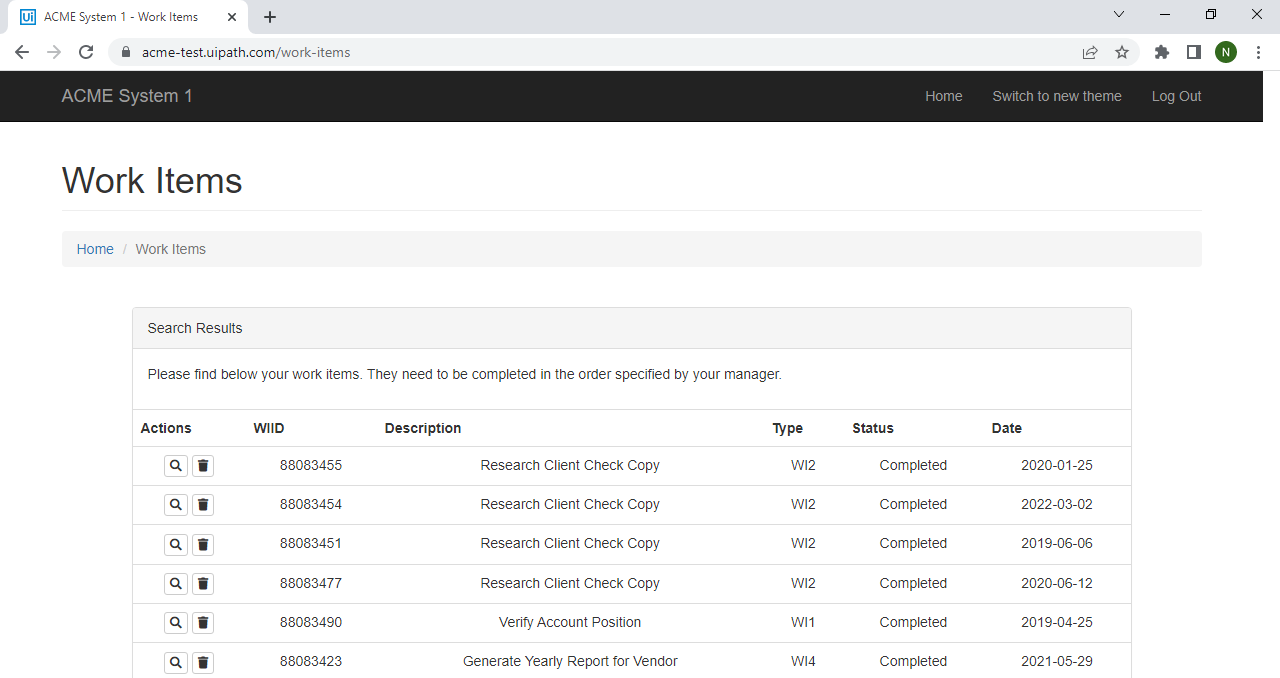 ACME System 1 - Work Items
acme-test.uipath.com/work-items
N
ACME System 1 Home Switch to new theme Log Out
Work Items
Home / Work Items
Search Results
Please find below your work items. They need to be completed in the order specified by your manager.
Actions WIID Description Type Status Date
88083455 Research Client Check Copy WI2 Completed 2020-01-25
88083454 Research Client Check Copy WI2 Completed 2022-03-02
88083451 Research Client Check Copy WI2 Completed 2019-06-06
88083477 Research Client Check Copy WI2 Completed 2020-06-12
88083490 Verify Account Position WI1 Completed 2019-04-25
88083423 Generate Yearly Report for Vendor WI4 Completed 2021-05-29